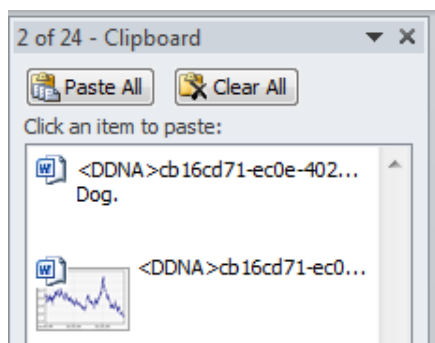 2 of 24 - Clipboard
Paste All Clear All
Click an item to paste:
<DDNA>cb16cd71-ec0e-402...
Dog.
<DDNA>cb16cd71-ec0...